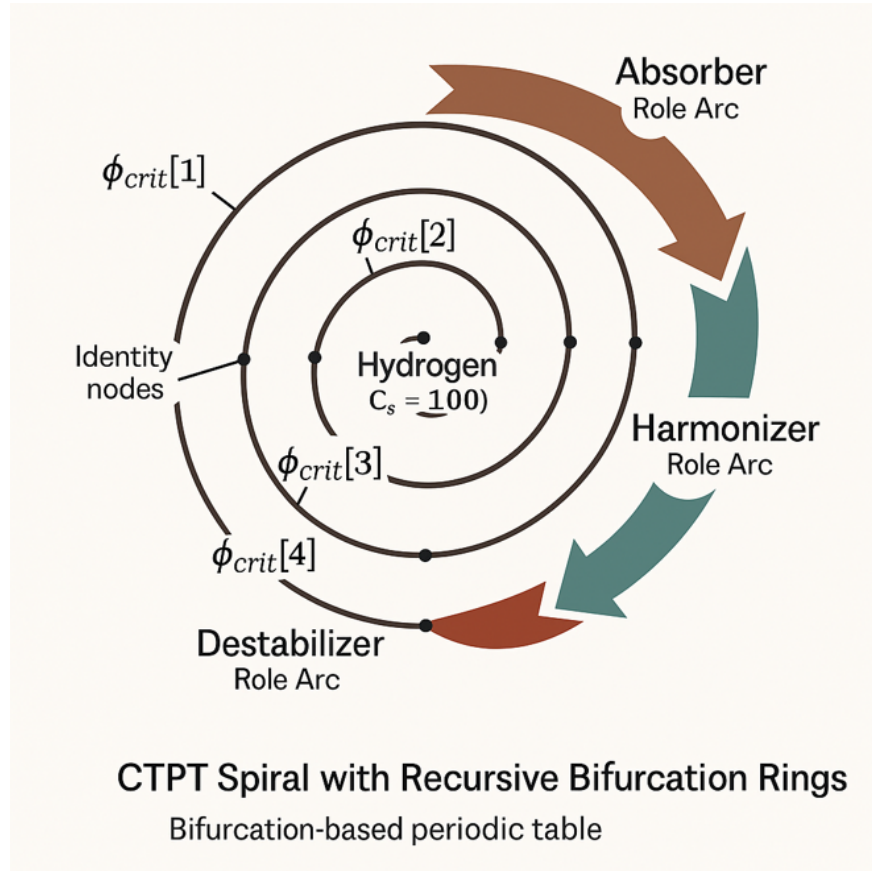 Absorber
Role Arc
ϕcrit[1]
ϕcrit[2]
Identity
nodes
Hydrogen
Cs = 100)
Harmonizer
Role Arc
ϕcrit[3]
ϕcrit[4]
Destabilizer
Role Arc
CTPT Spiral with Recursive Bifurcation Rings
Bifurcation-based periodic table